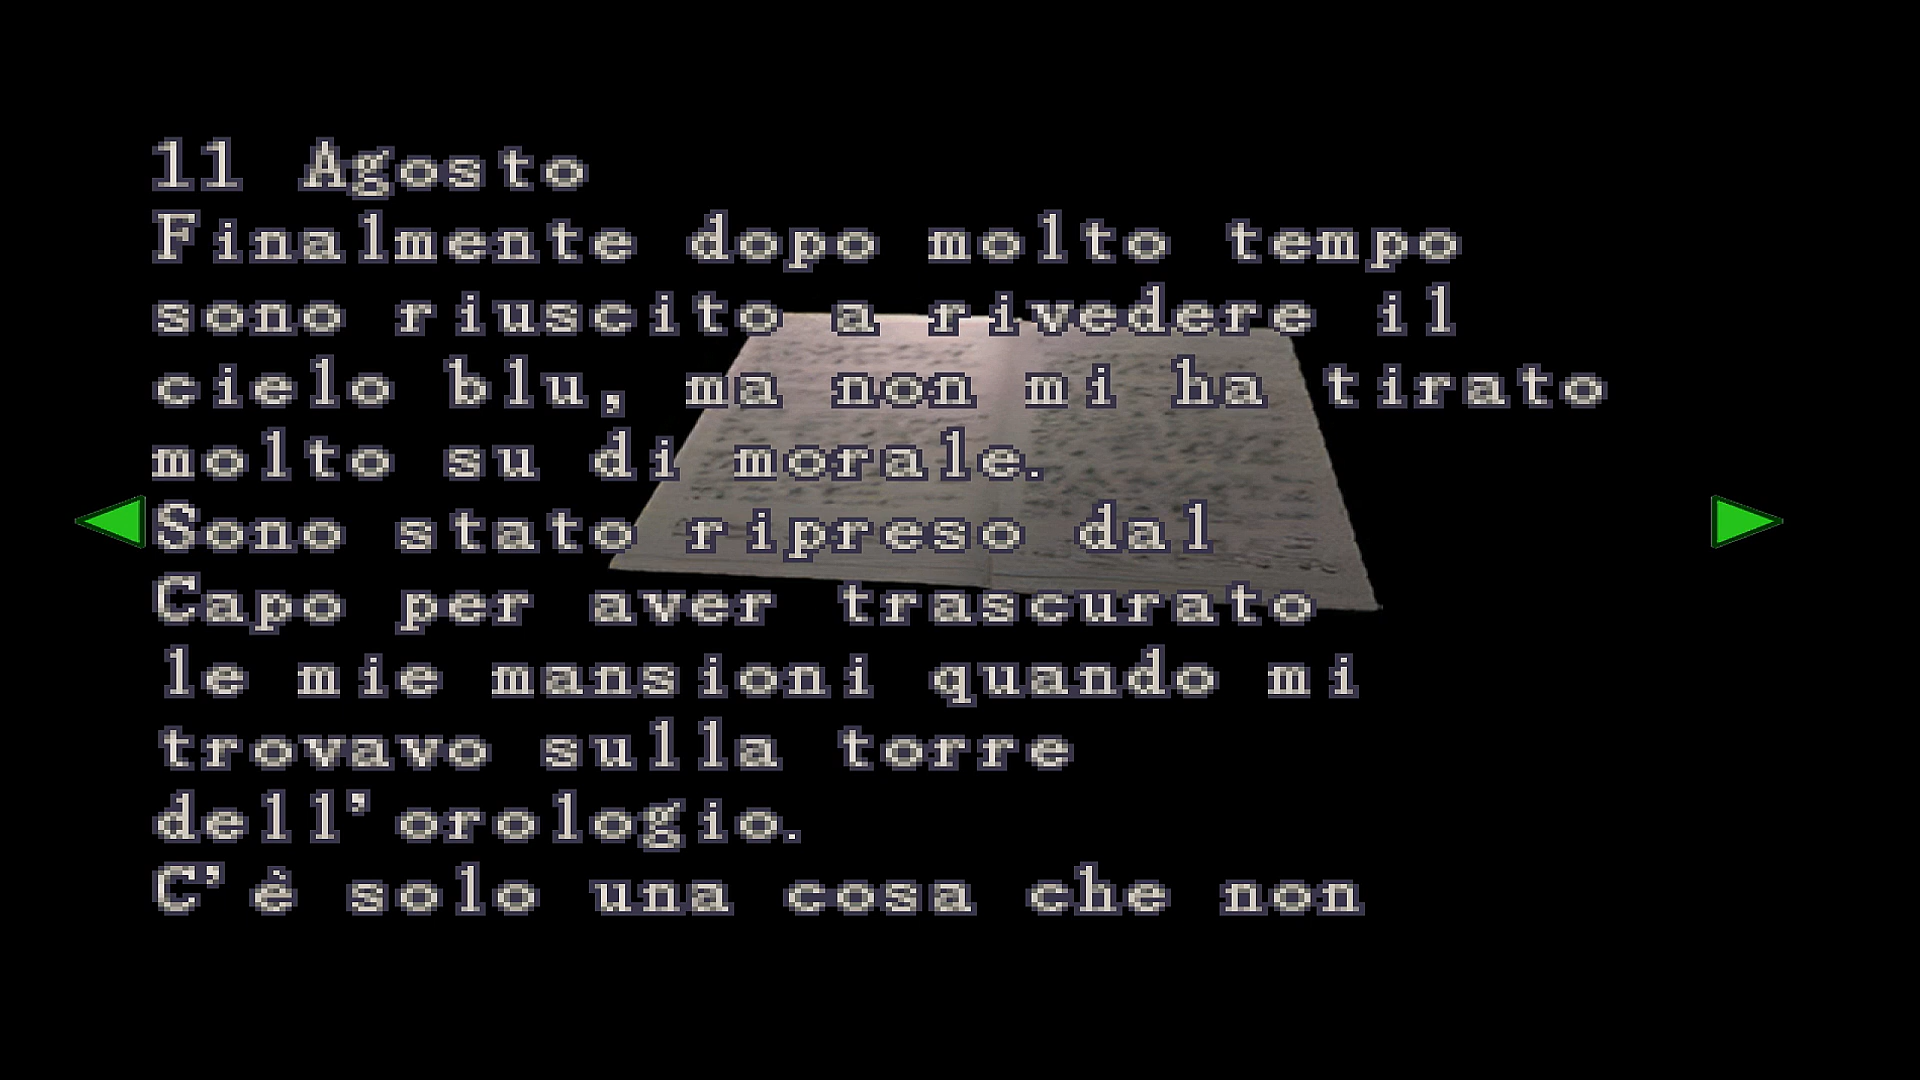 11 Agosto
Finalmente dopo molto tempo
sono riuscito a rivedere il
cielo blu, ma non mi ha tirato
molto su di morale.
Sono stato ripreso dal
Capo per aver trascurato
le mie mansioni quando mi
trovavo sulla torre
dell'orologio.
C'è solo una cosa che non